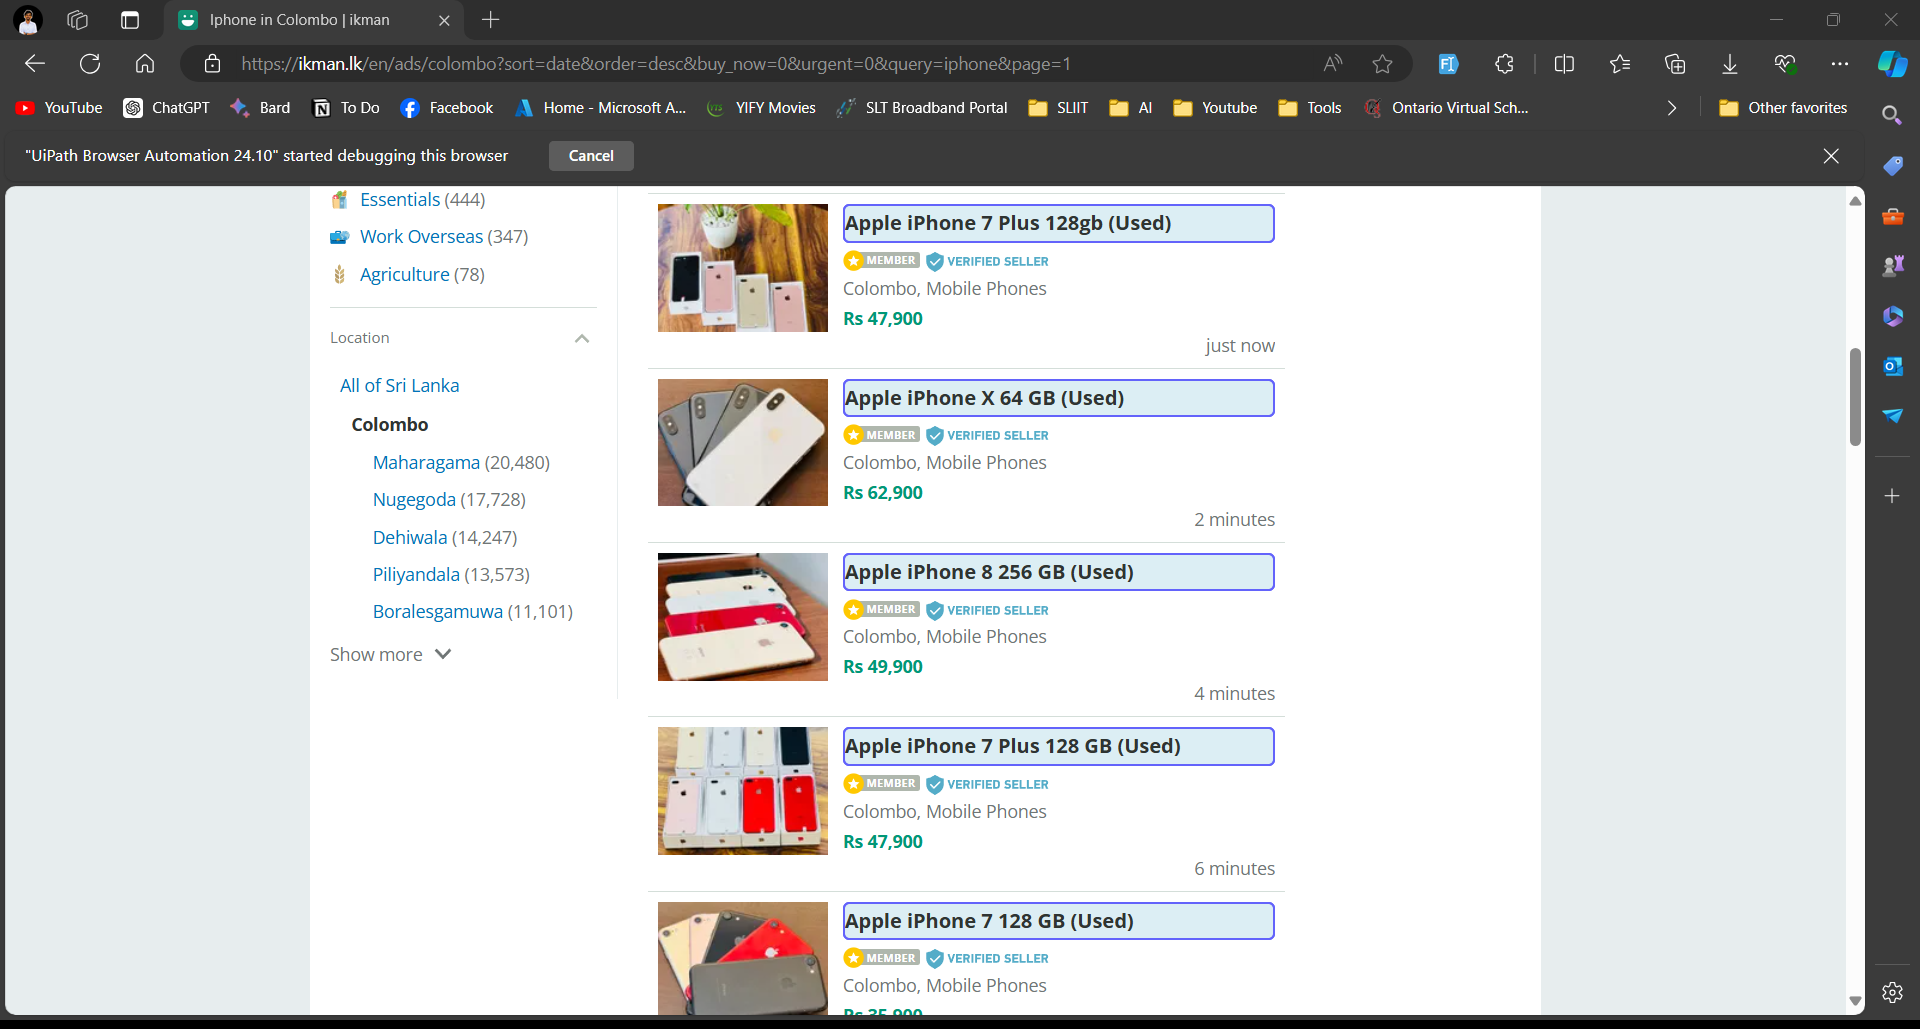 Iphone in Colombo | ikman
https://ikman.lk/en/ads/colombo?sort=date&order=desc&buy_now=0&urgent=0&query=iphone&page=1
YouTube ChatGPT Bard To Do Facebook Home - Microsoft A... YIFY Movies SLT Broadband Portal SLIIT AI Youtube Tools Ontario Virtual Sch... Other favorites
"UiPath Browser Automation 24.10" started debugging this browser Cancel
Essentials (444)
Work Overseas (347)
Agriculture (78)
Location
All of Sri Lanka
Colombo
Maharagama (20,480)
Nugegoda (17,728)
Dehiwala (14,247)
Piliyandala (13,573)
Boralesgamuwa (11,101)
Show more
Apple iPhone 7 Plus 128gb (Used)
MEMBER VERIFIED SELLER
Colombo, Mobile Phones
Rs 47,900
just now
Apple iPhone X 64 GB (Used)
MEMBER VERIFIED SELLER
Colombo, Mobile Phones
Rs 62,900
2 minutes
Apple iPhone 8 256 GB (Used)
MEMBER VERIFIED SELLER
Colombo, Mobile Phones
Rs 49,900
4 minutes
Apple iPhone 7 Plus 128 GB (Used)
MEMBER VERIFIED SELLER
Colombo, Mobile Phones
Rs 47,900
6 minutes
Apple iPhone 7 128 GB (Used)
MEMBER VERIFIED SELLER
Colombo, Mobile Phones
Rs 35,900